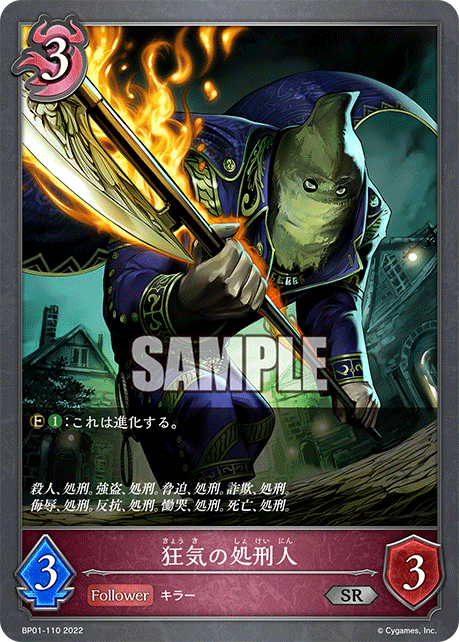 3
SAMPLE
E 1:これは進化する。
殺人、処刑。強盗、処刑。脅迫、処刑。詐欺、処刑。
侮辱、処刑。反抗、処刑。慟哭、処刑。死亡、処刑。
きょうき しょけいにん
狂気の処刑人
3
Follower キラー
SR
3
BP01-110 2022
© Cygames, Inc.